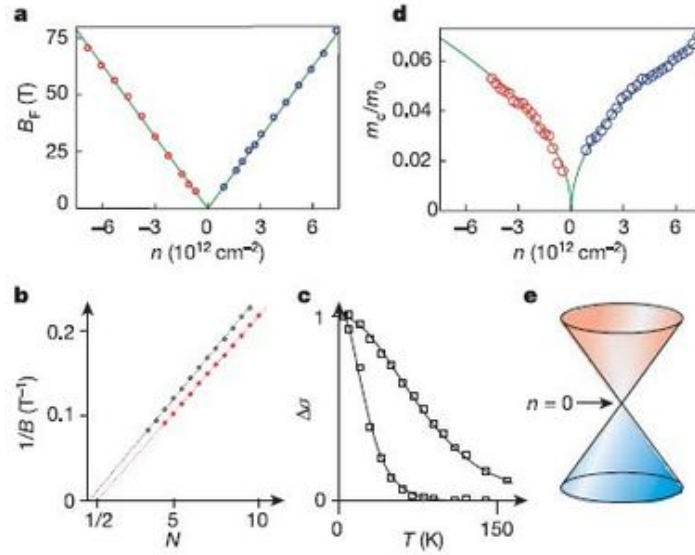 a
75
50
25
0
B_F (T)
−6 −3 0 3 6
n (10^12 cm^−2)
d
0,06
0.04
0.02
0
m_c/m_0
−6 −3 0 3 6
n (10^12 cm^−2)
b
0.2
0.1
0
1/B (T^−1)
1/2 5 10
N
c
1
0
Δσ
0 150
T (K)
e
n = 0